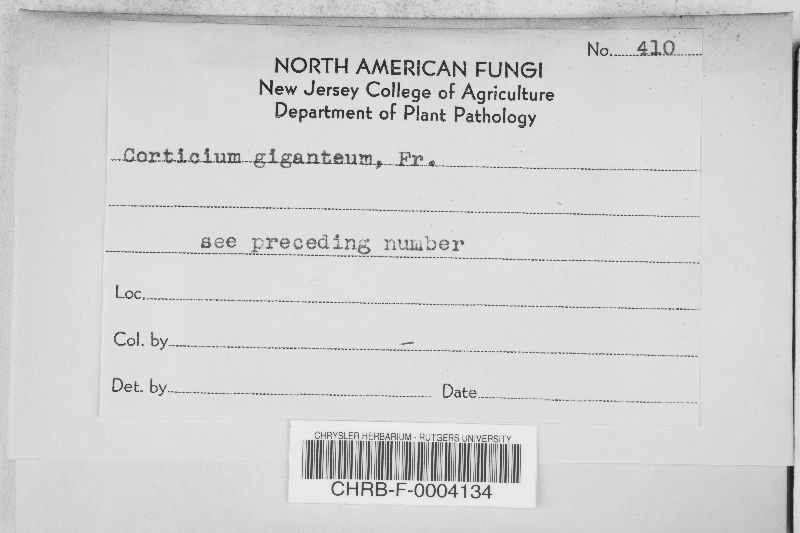 No. 410
NORTH AMERICAN FUNGI
New Jersey College of Agriculture
Department of Plant Pathology
Corticium giganteum, Fr.
see preceding number
Loc.
Col. by –
Det. by Date
CHRYSLER HERBARIUM - RUTGERS UNIVERSITY
CHRB-F-0004134